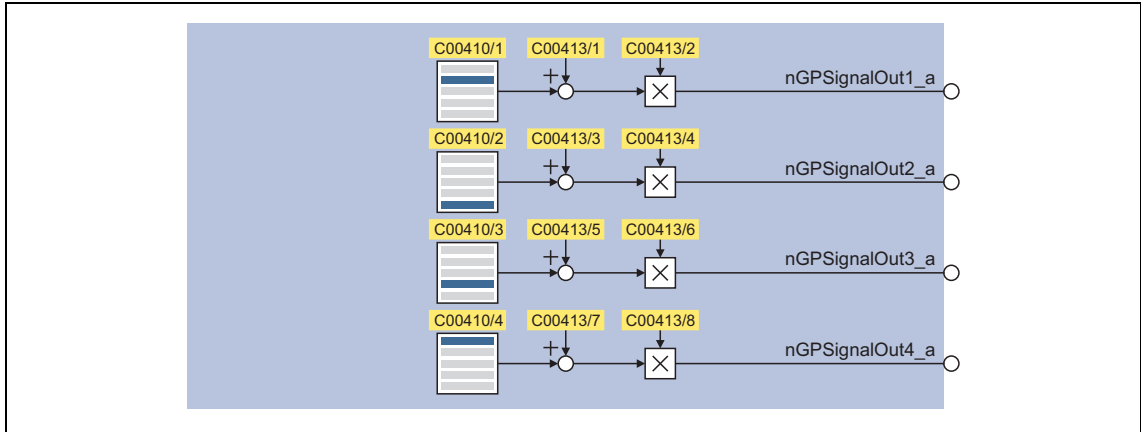 C00410/1 C00413/1 C00413/2
+
nGPSignalOut1_a
C00410/2 C00413/3 C00413/4
+
nGPSignalOut2_a
C00410/3 C00413/5 C00413/6
+
nGPSignalOut3_a
C00410/4 C00413/7 C00413/8
+
nGPSignalOut4_a